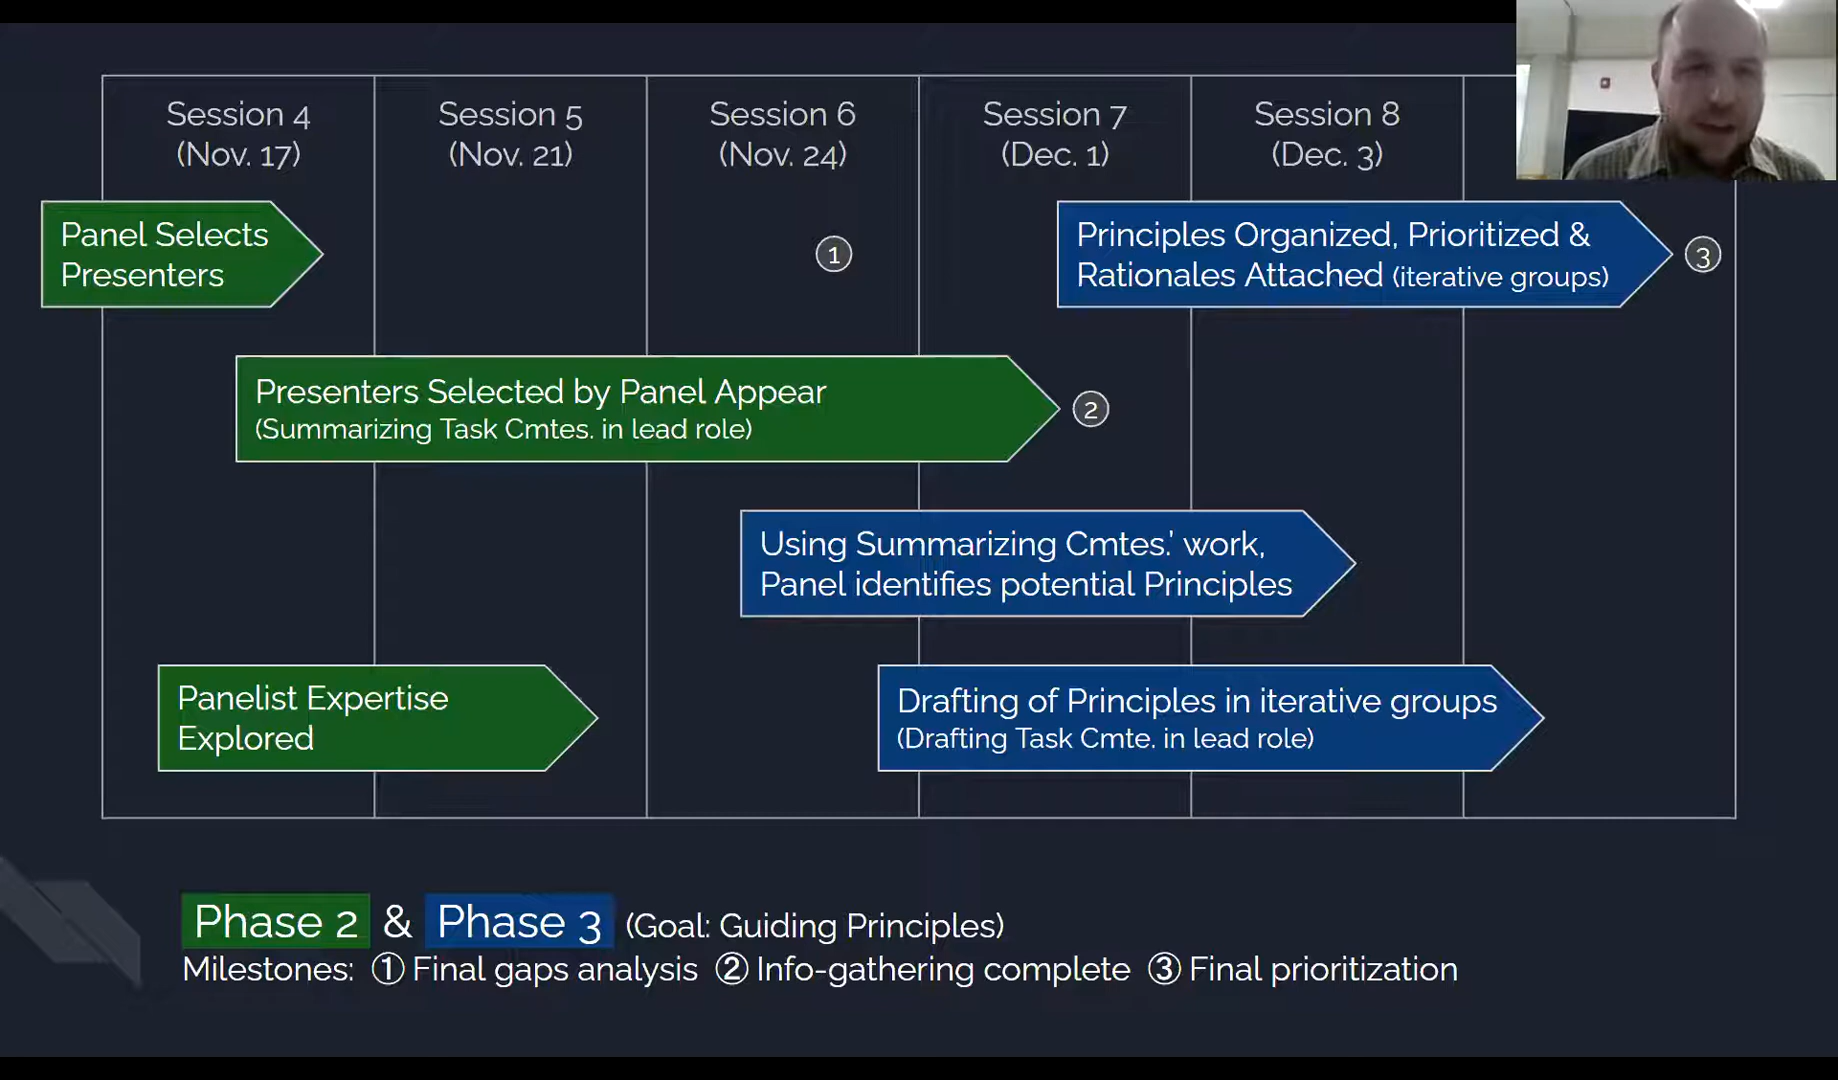 Session 4
(Nov. 17)
Session 5
(Nov. 21)
Session 6
(Nov. 24)
Session 7
(Dec. 1)
Session 8
(Dec. 3)
Panel Selects
Presenters
1
Principles Organized, Prioritized &
Rationales Attached (iterative groups)
3
Presenters Selected by Panel Appear
(Summarizing Task Cmtes. in lead role)
2
Using Summarizing Cmtes.' work,
Panel identifies potential Principles
Panelist Expertise
Explored
Drafting of Principles in iterative groups
(Drafting Task Cmte. in lead role)
Phase 2 & Phase 3 (Goal: Guiding Principles)
Milestones: ① Final gaps analysis ② Info-gathering complete ③ Final prioritization